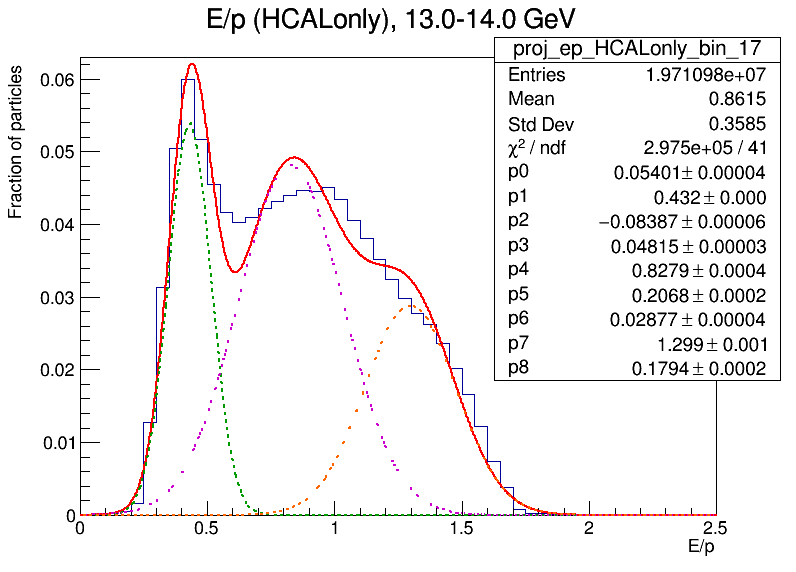 E/p (HCALonly), 13.0-14.0 GeV
proj_ep_HCALonly_bin_17
Entries 1.971098e+07
Mean 0.8615
Std Dev 0.3585
χ² / ndf 2.975e+05 / 41
p0 0.05401 ± 0.00004
p1 0.432 ± 0.000
p2 −0.08387 ± 0.00006
p3 0.04815 ± 0.00003
p4 0.8279 ± 0.0004
p5 0.2068 ± 0.0002
p6 0.02877 ± 0.00004
p7 1.299 ± 0.001
p8 0.1794 ± 0.0002
Fraction of particles
0.06
0.05
0.04
0.03
0.02
0.01
0
0 0.5 1 1.5 2 2.5
E/p